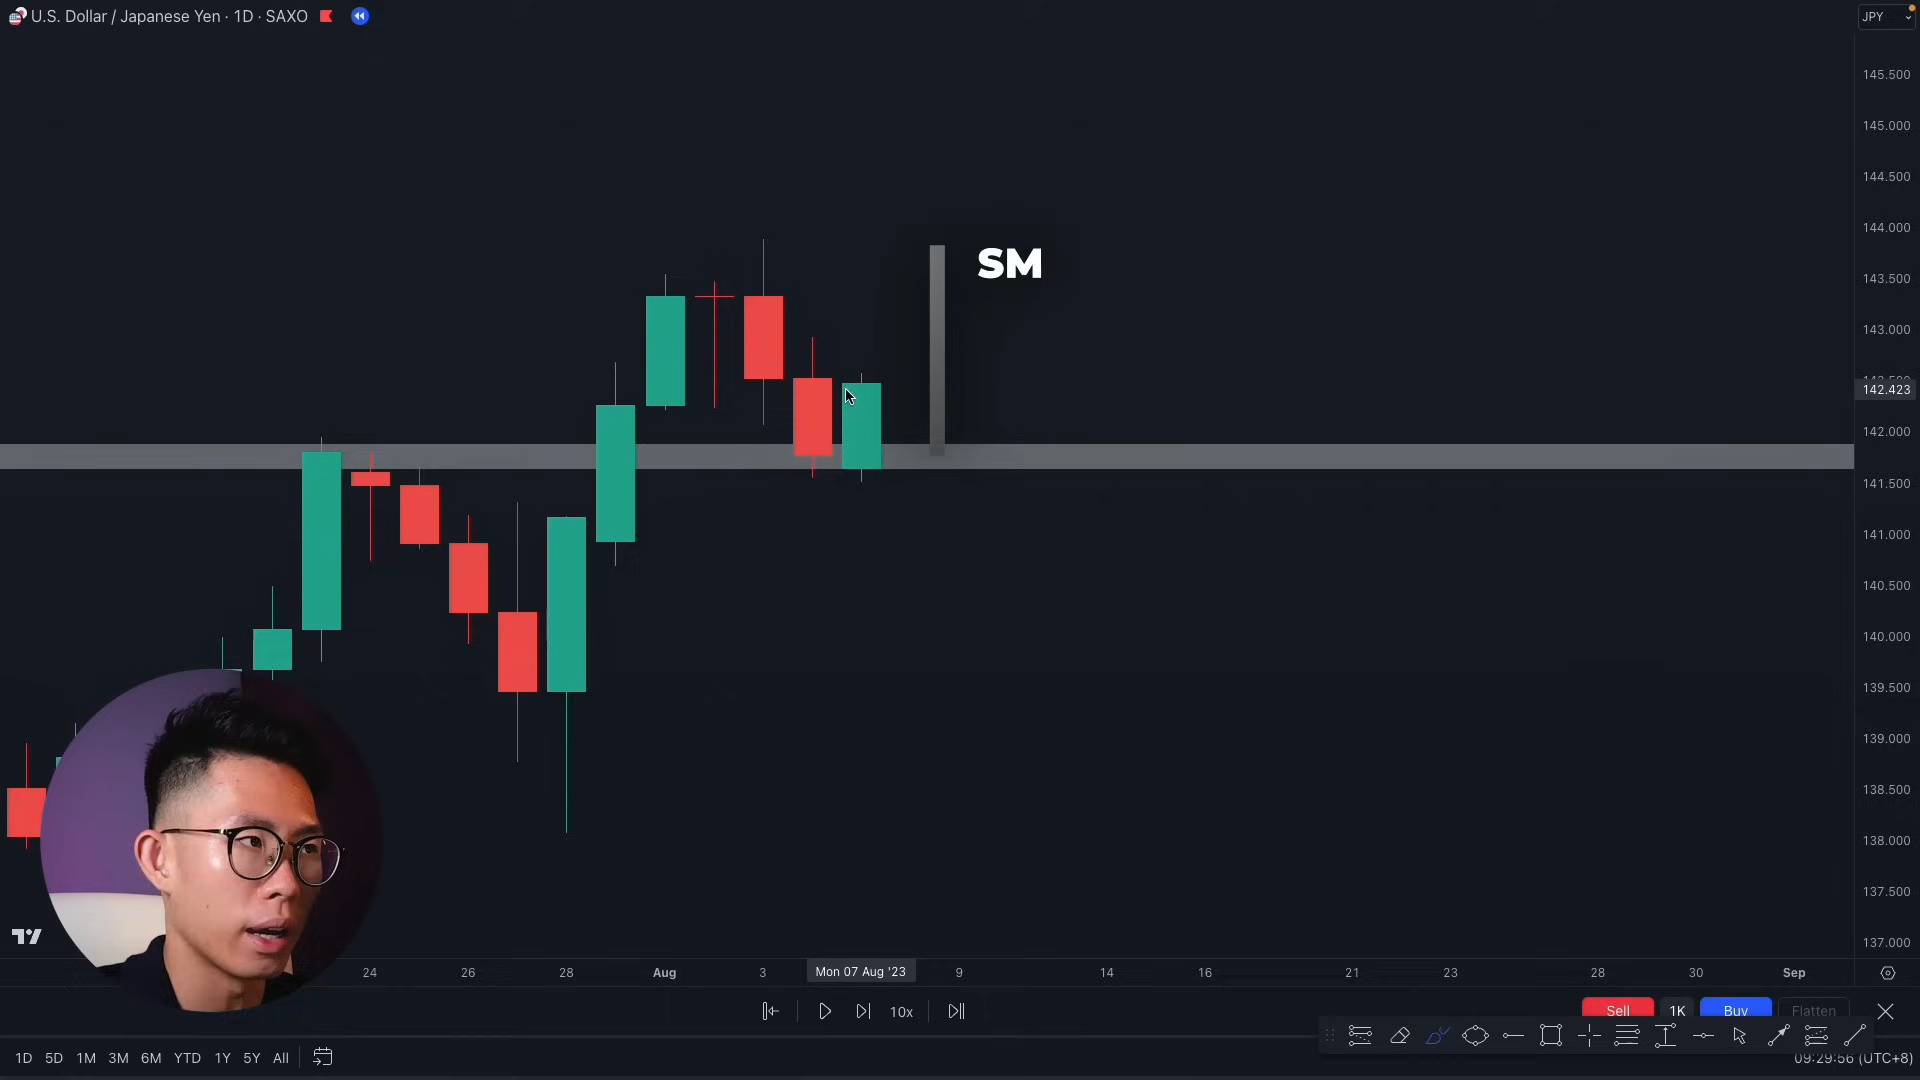 U.S. Dollar / Japanese Yen · 1D · SAXO
JPY
145.500
145.000
144.500
144.000
SM
143.500
143.000
142.423
142.000
141.500
141.000
140.500
140.000
139.500
139.000
138.500
138.000
137.500
137.000
24 26 28 Aug 3 Mon 07 Aug '23 9 14 16 21 23 28 30 Sep
10x
Sell 1K Buy Flatten
1D 5D 1M 3M 6M YTD 1Y 5Y All
09:29:56 (UTC+8)